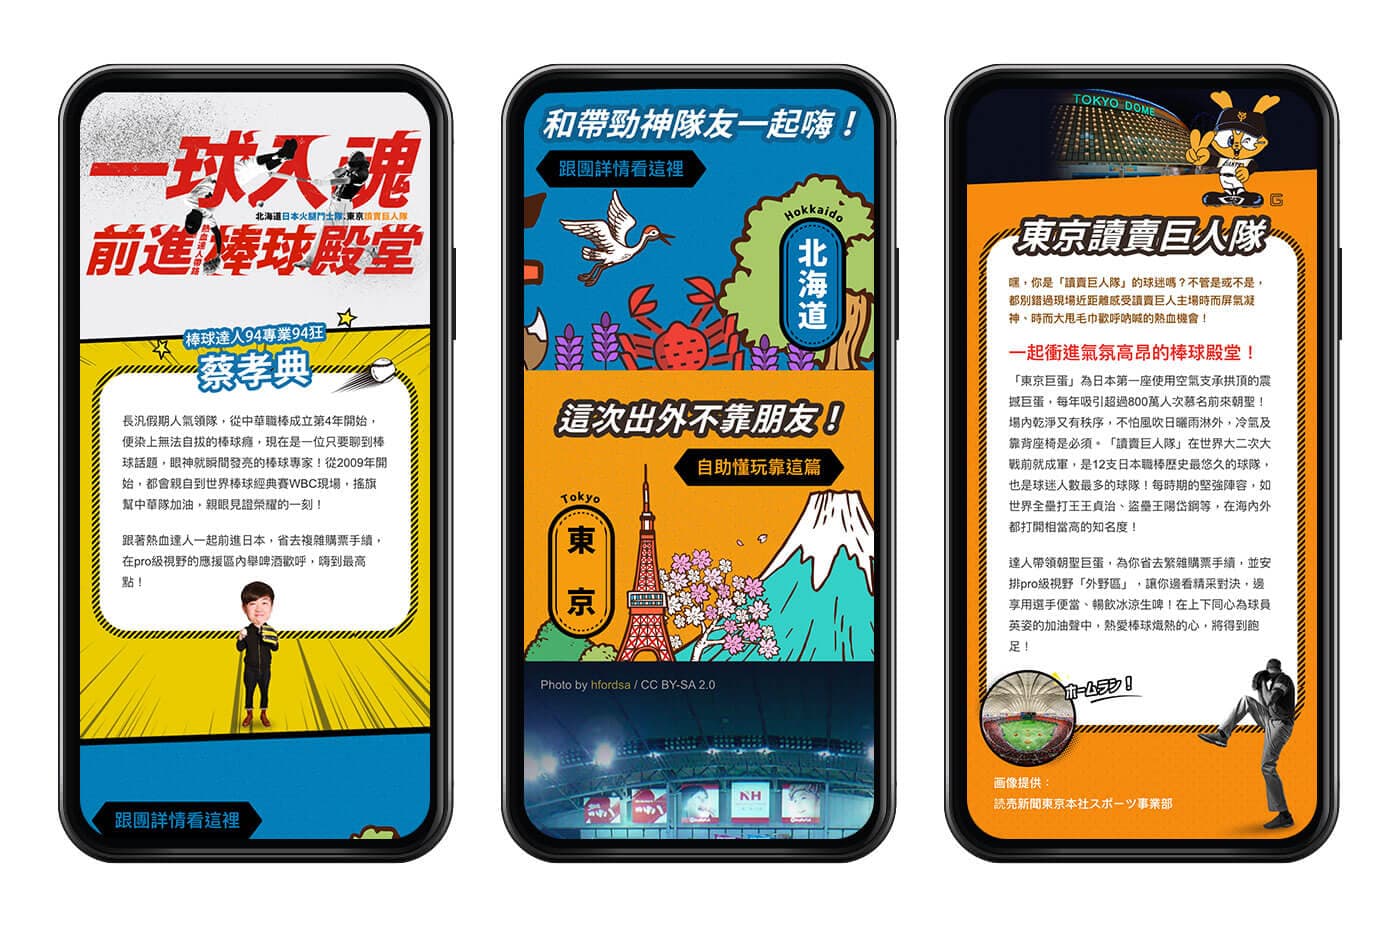 一球入魂
北海道日本火腿鬥士隊、東京讀賣巨人隊
熱血達人帶路
前進棒球殿堂
棒球達人94專業94狂
蔡孝典
長汎假期人氣領隊，從中華職棒成立第4年開始，
便染上無法自拔的棒球癮，現在是一位只要聊到棒
球話題，眼神就瞬間發亮的棒球專家！從2009年開
始，都會親自到世界棒球經典賽WBC現場，搖旗
幫中華隊加油，親眼見證榮耀的一刻！
跟著熱血達人一起前進日本，省去複雜購票手續，
在pro級視野的應援區內舉啤酒歡呼，嗨到最高
點！
跟團詳情看這裡
和帶勁神隊友一起嗨！
跟團詳情看這裡
Hokkaido
北海道
這次出外不靠朋友！
自助懂玩靠這篇
Tokyo
東京
Photo by hfordsa / CC BY-SA 2.0
NH
TOKYO DOME
G
東京讀賣巨人隊
嘿，你是「讀賣巨人隊」的球迷嗎？不管是或不是，
都別錯過現場近距離感受讀賣巨人主場時而屏氣凝
神、時而大甩毛巾歡呼吶喊的熱血機會！
一起衝進氣氛高昂的棒球殿堂！
「東京巨蛋」為日本第一座使用空氣支承拱頂的震
撼巨蛋，每年吸引超過800萬人次慕名前來朝聖！
場內乾淨又有秩序，不怕風吹日曬雨淋外，冷氣及
靠背座椅是必須。「讀賣巨人隊」在世界大二次大
戰前就成軍，是12支日本職棒歷史最悠久的球隊，
也是球迷人數最多的球隊！每時期的堅強陣容，如
世界全壘打王王貞治、盜壘王陽岱鋼等，在海內外
都打開相當高的知名度！
達人帶領朝聖巨蛋，為你省去繁雜購票手續，並安
排pro級視野「外野區」，讓你邊看精采對決，邊
享用選手便當、暢飲冰涼生啤！在上下同心為球員
英姿的加油聲中，熱愛棒球熾熱的心，將得到飽
足！
ホームラン！
画像提供：
読売新聞東京本社スポーツ事業部